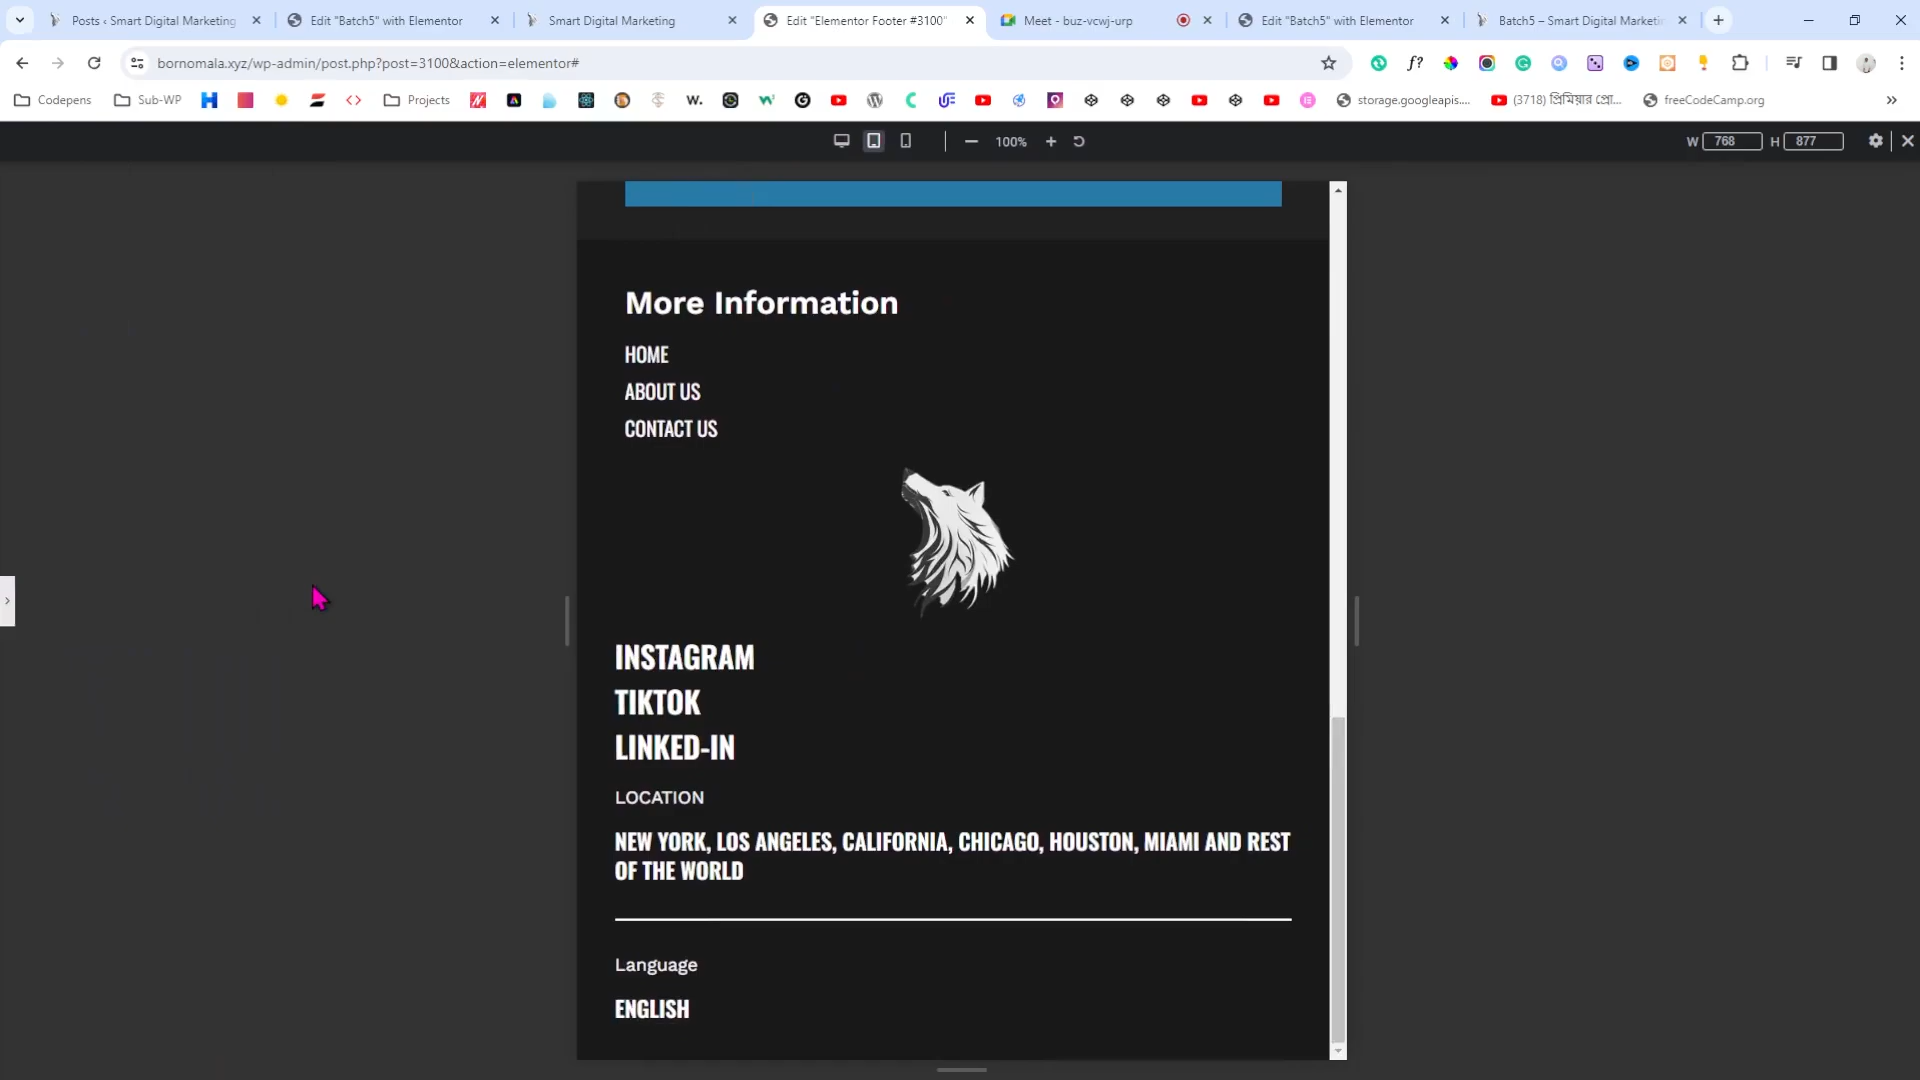 Posts ‹ Smart Digital Marketing
Edit "Batch5" with Elementor
Smart Digital Marketing
Edit "Elementor Footer #3100"
Meet - buz-vcwj-urp
Edit "Batch5" with Elementor
Batch5 – Smart Digital Marketin
bornomala.xyz/wp-admin/post.php?post=3100&action=elementor#
f?
Codepens
Sub-WP
Projects
W.
storage.googleapis....
(3718) প্রিমিয়ার প্রো...
freeCodeCamp.org
100%
W 768 H 877
More Information
HOME
ABOUT US
CONTACT US
INSTAGRAM
TIKTOK
LINKED-IN
LOCATION
NEW YORK, LOS ANGELES, CALIFORNIA, CHICAGO, HOUSTON, MIAMI AND REST
OF THE WORLD
Language
ENGLISH